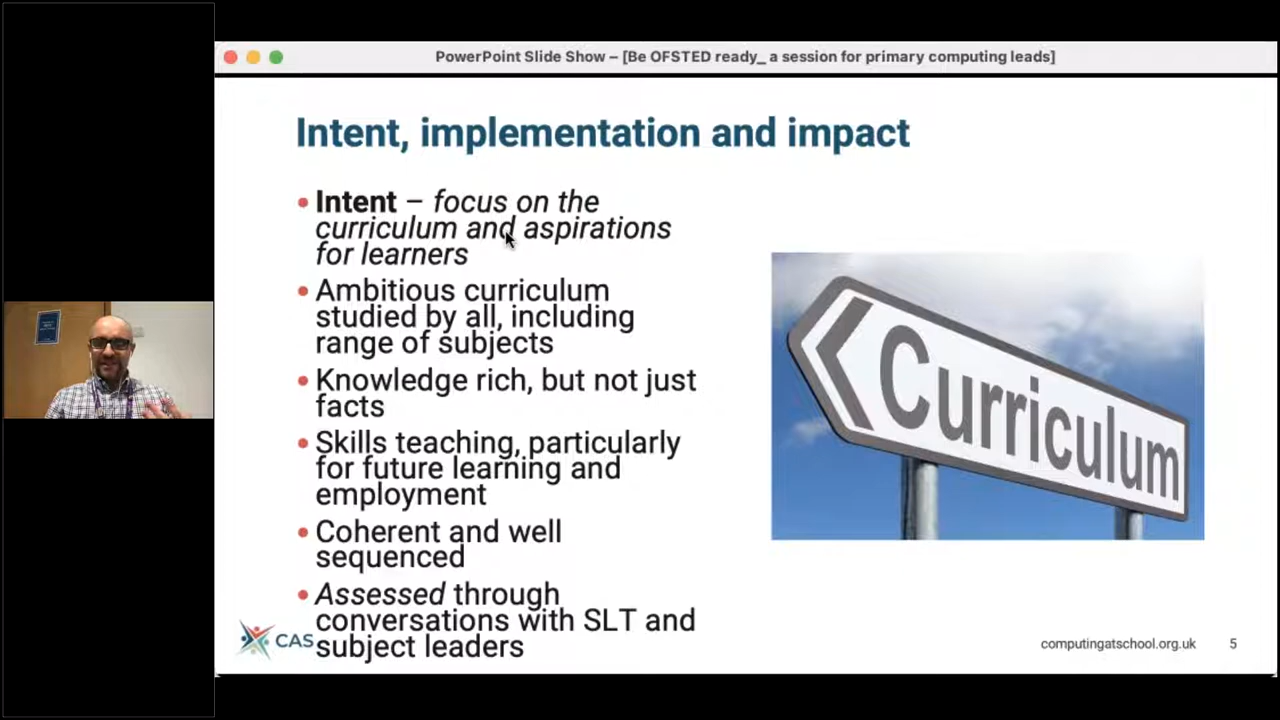 PowerPoint Slide Show – [Be OFSTED ready_ a session for primary computing leads]
Intent, implementation and impact
• Intent – focus on the
curriculum and aspirations
for learners
• Ambitious curriculum
studied by all, including
range of subjects
• Knowledge rich, but not just
facts
• Skills teaching, particularly
for future learning and
employment
• Coherent and well
sequenced
• Assessed through
conversations with SLT and
subject leaders
Curriculum
CAS
computingatschool.org.uk 5